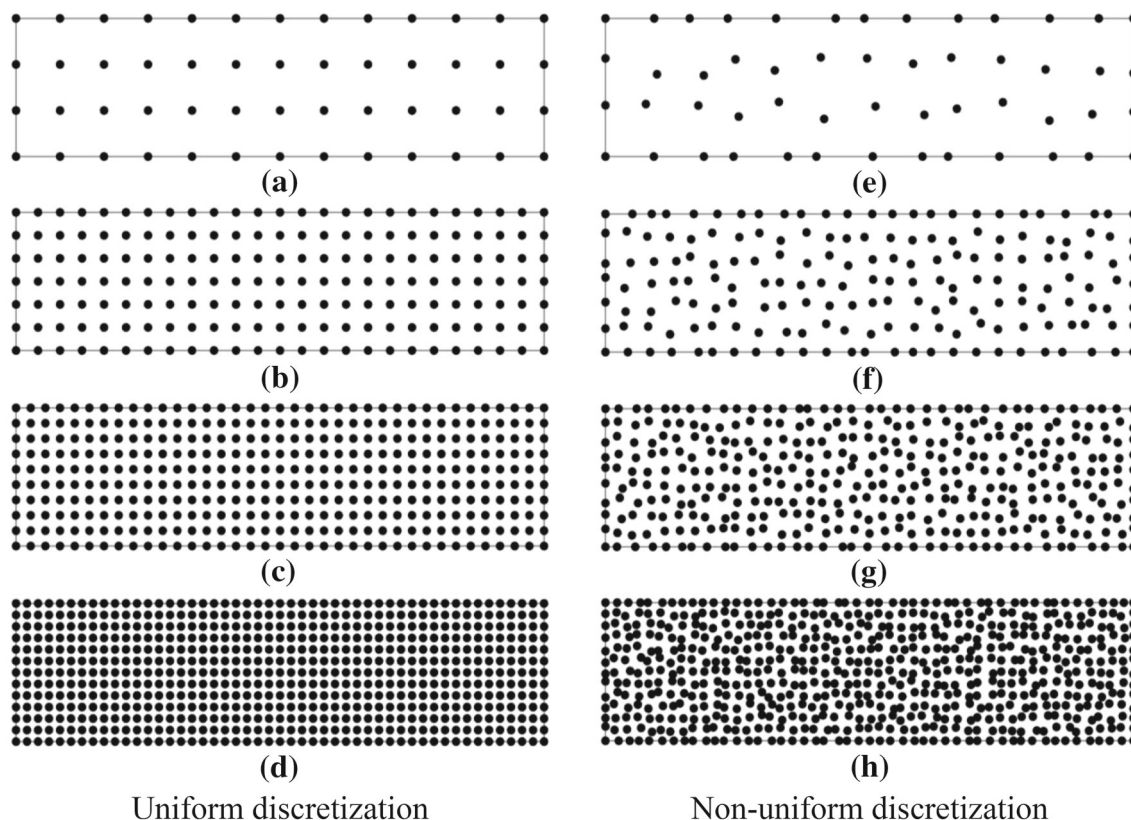 (a)
(e)
(b)
(f)
(c)
(g)
(d)
(h)
Uniform discretization
Non-uniform discretization